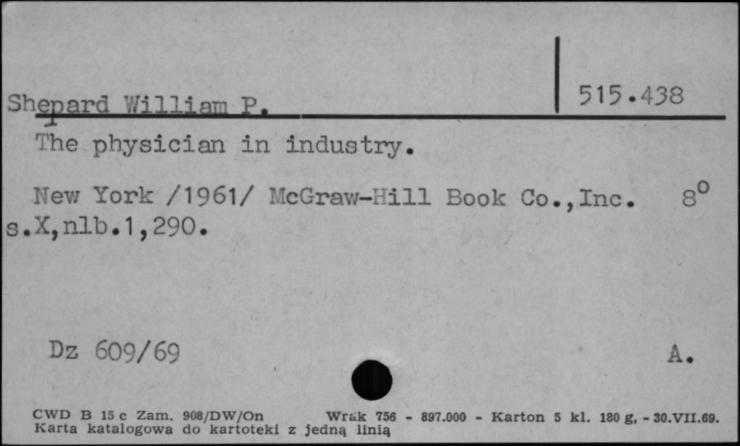 515.438
Shepard William P.
The physician in industry.
New York /1961/ McGraw-Hill Book Co.,Inc. 8°
s.X,nlb.1,290.
Dz 609/69 A.
CWD B 15 c Zam. 908/DW/On Wrak 756 - 897.000 - Karton 5 kl. 180 g, - 30.VII.69.
Karta katalogowa do kartoteki z jedną linią